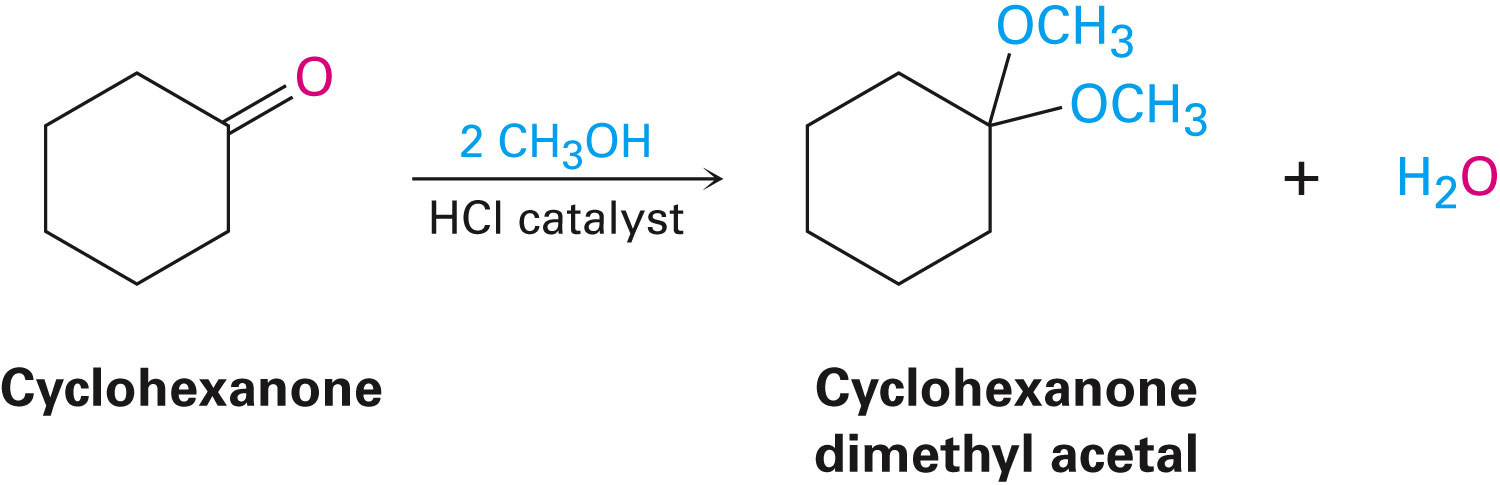 O
2 CH₃OH
HCl catalyst
OCH₃
OCH₃
+
H₂O
Cyclohexanone
Cyclohexanone
dimethyl acetal